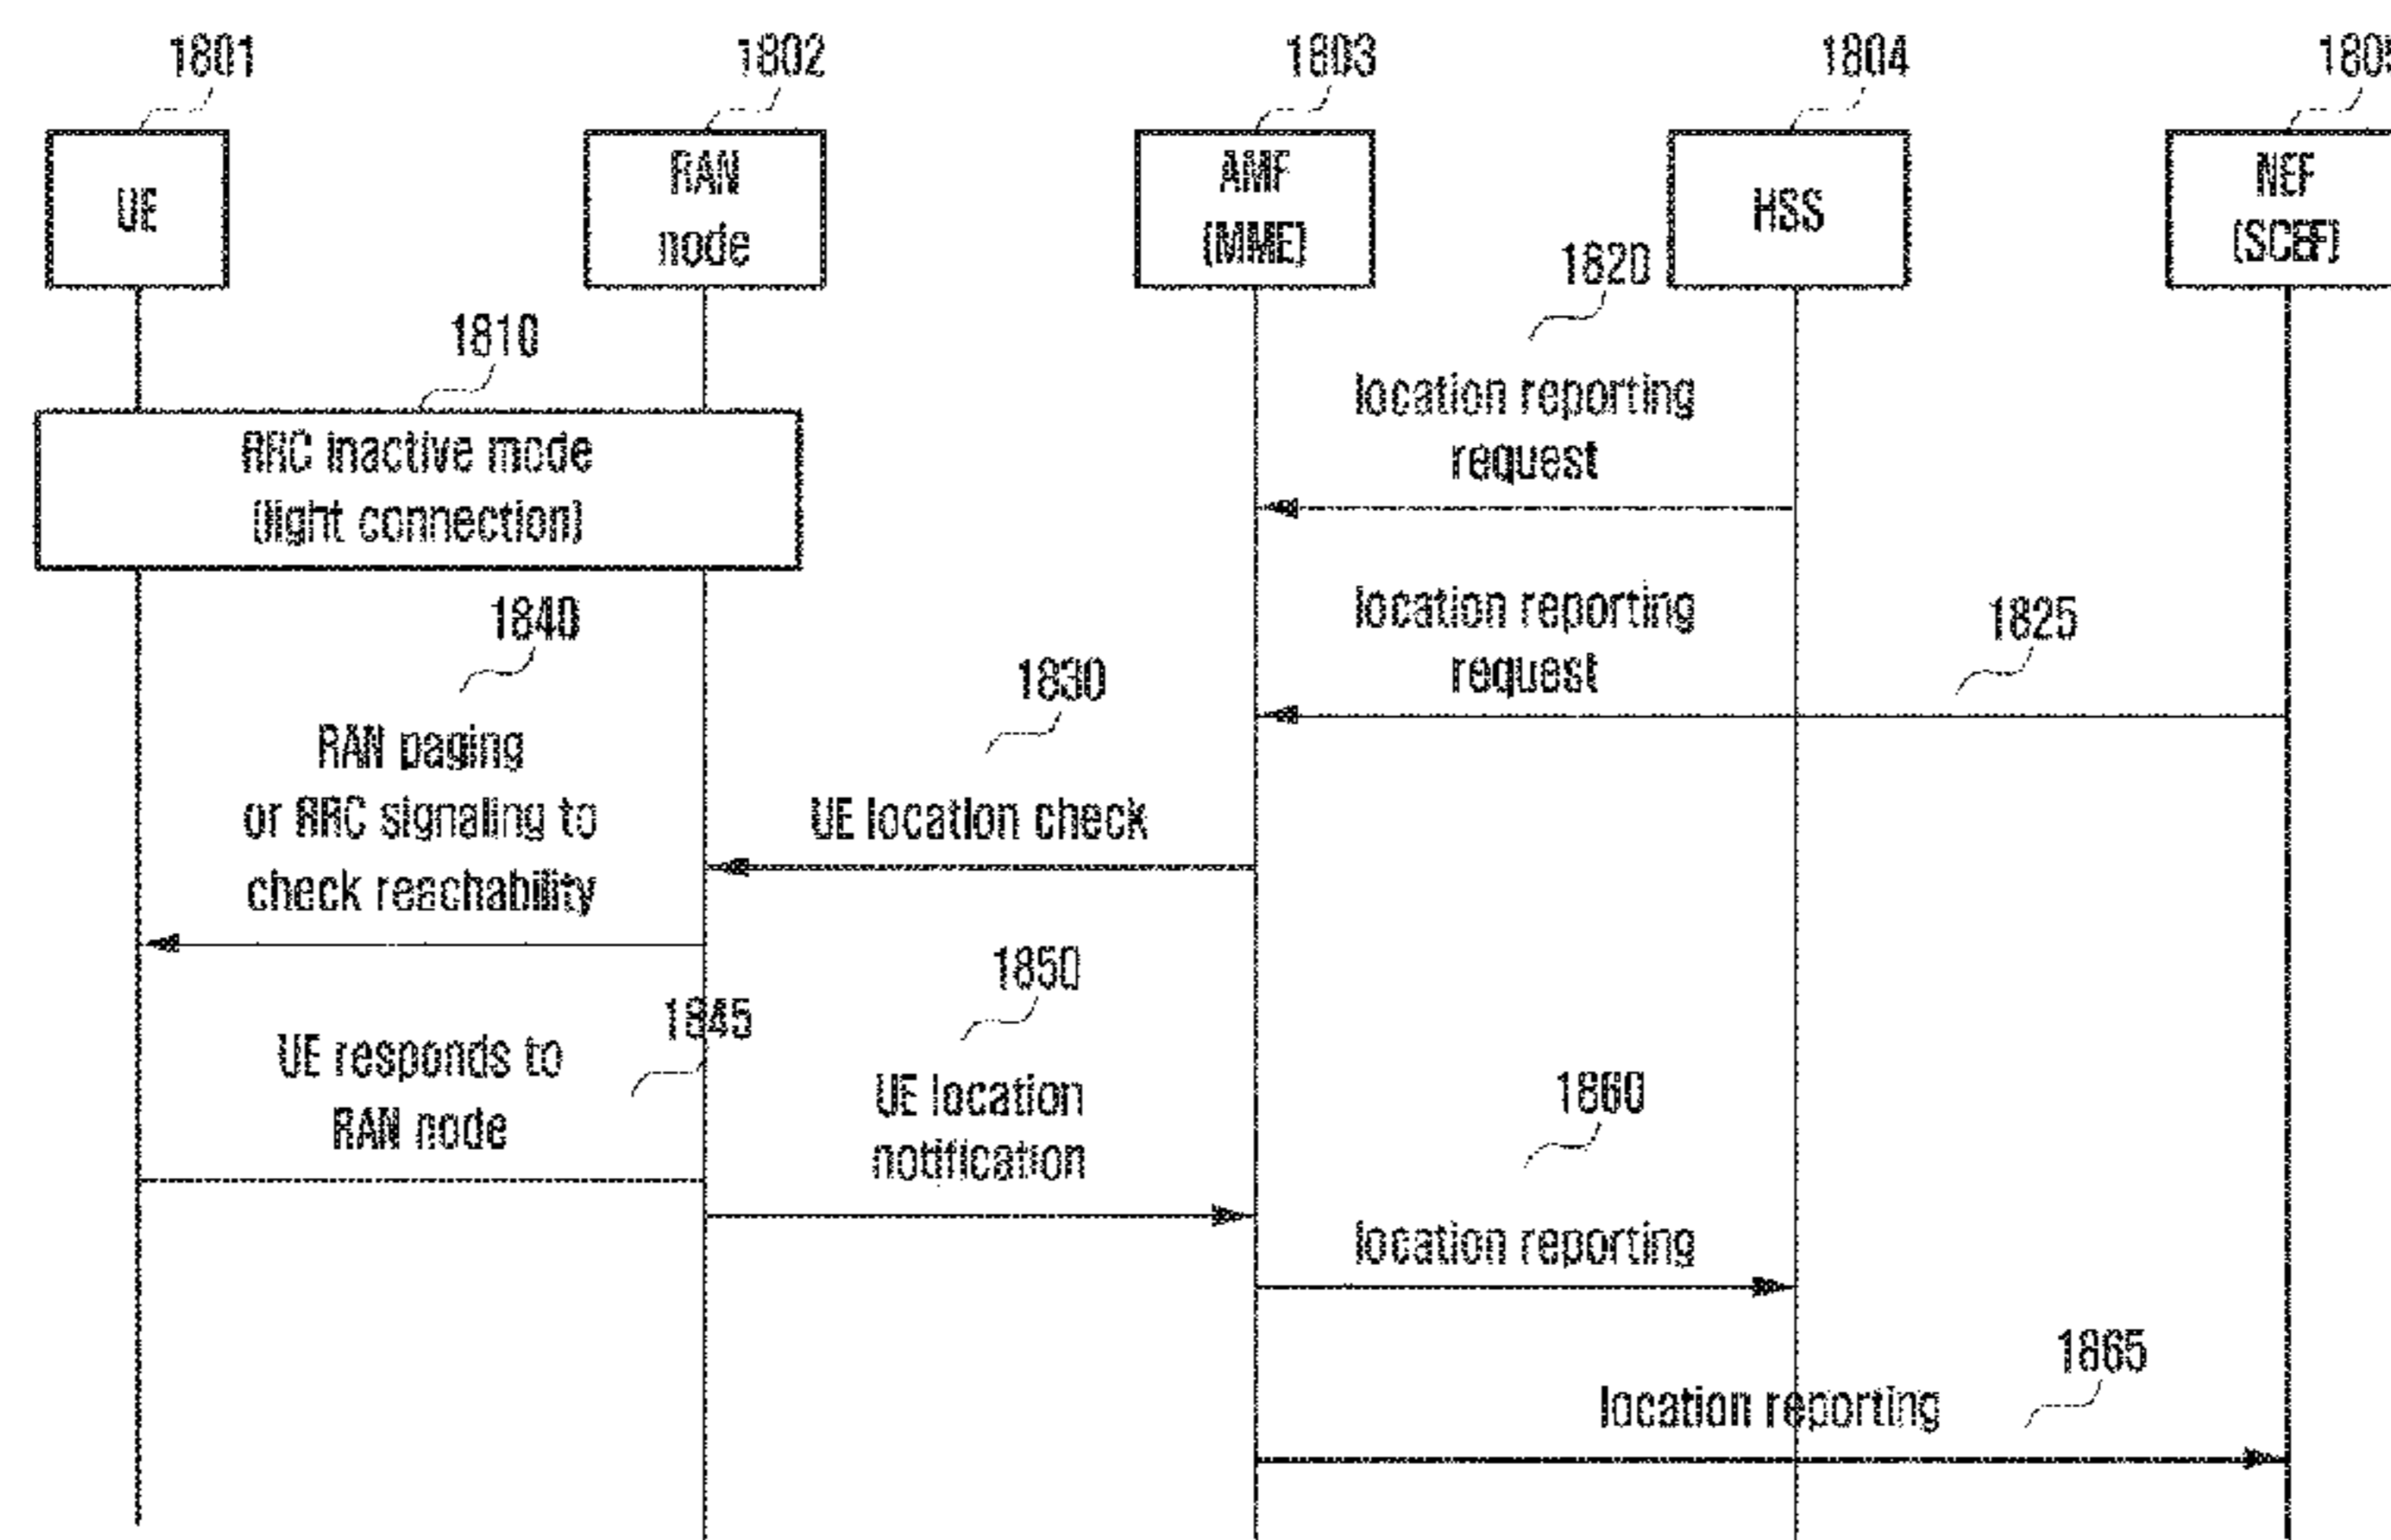 1801
1802
1803
1804
UE
RAN
node
AMF
(MME)
HSS
NEF
(SCEF)
1820
1810
RRC inactive mode
(light connection)
location reporting
request
1840
1830
location reporting
request
1825
RAN paging
or RRC signaling to
check reachability
UE location check
1845
1850
UE responds to
RAN node
UE location
notification
1860
location reporting
1865
location reporting